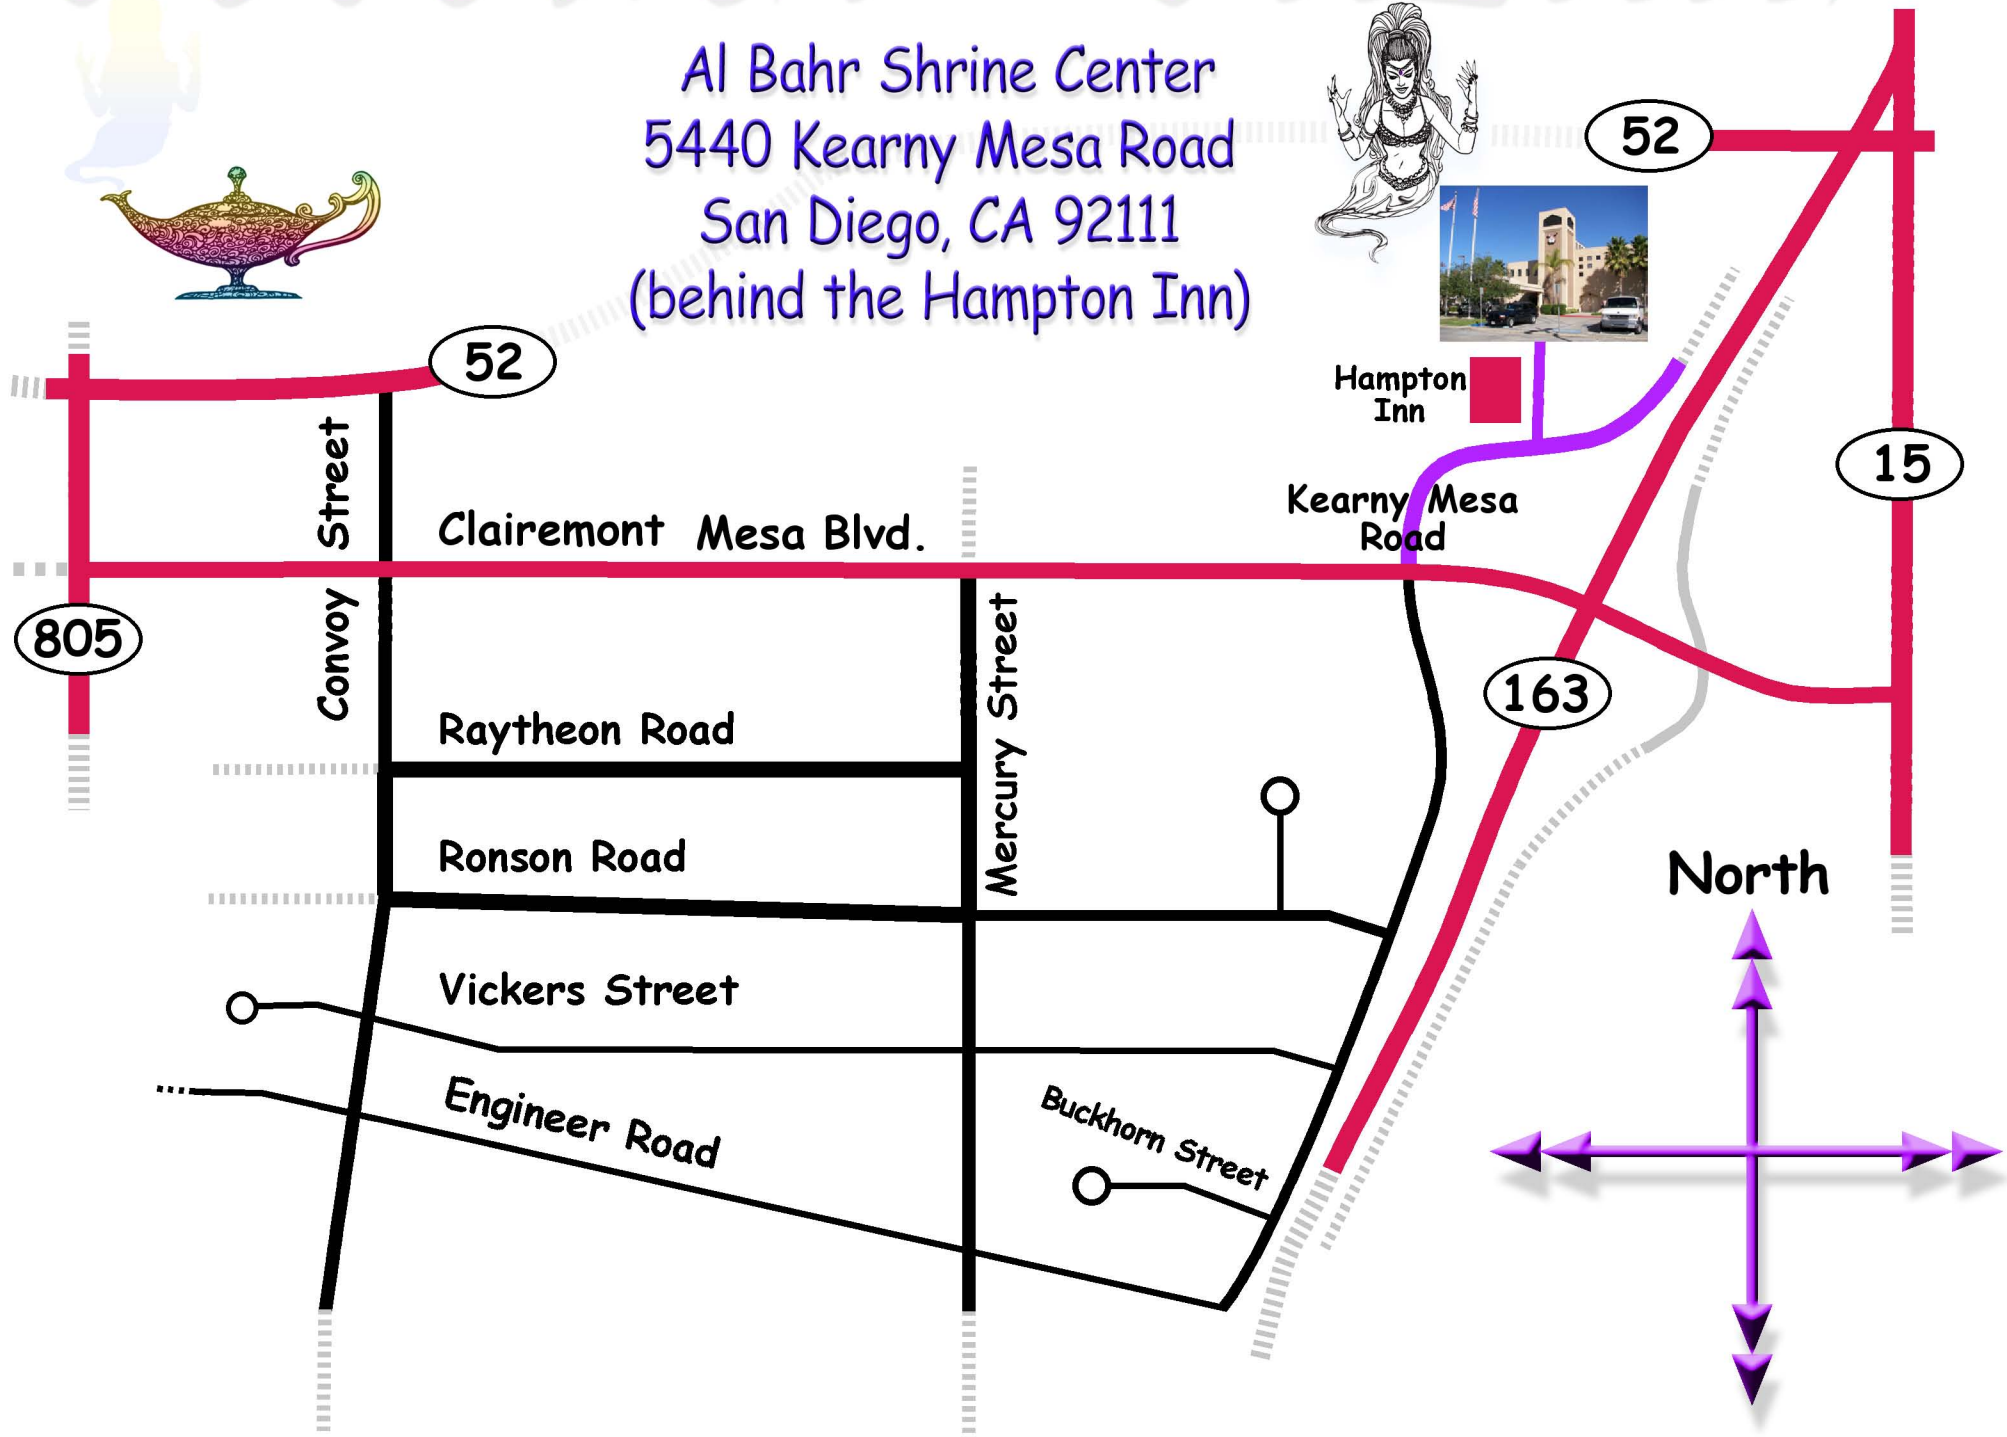 Al Bahr Shrine Center
5440 Kearny Mesa Road
San Diego, CA 92111
(behind the Hampton Inn)
52
52
Hampton
Inn
15
Kearny Mesa
Road
Convoy Street
Clairemont Mesa Blvd.
805
163
Mercury Street
Raytheon Road
Ronson Road
North
Vickers Street
Engineer Road
Buckhorn Street